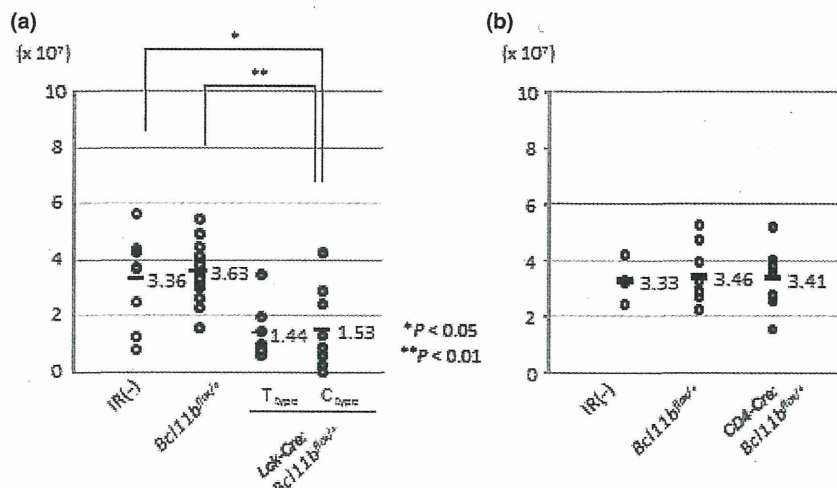 (a)
(x 10⁷)
*
**
10
8
6
4
2
0
3.36
3.63
1.44
1.53
*P < 0.05
**P < 0.01
IR(-)
Bcl11b^flox/+
T type
C type
Lck-Cre;
Bcl11b^flox/+
(b)
(x 10⁷)
10
8
6
4
2
0
3.33
3.46
3.41
IR(-)
Bcl11b^flox/+
CD4-Cre;
Bcl11b^flox/+